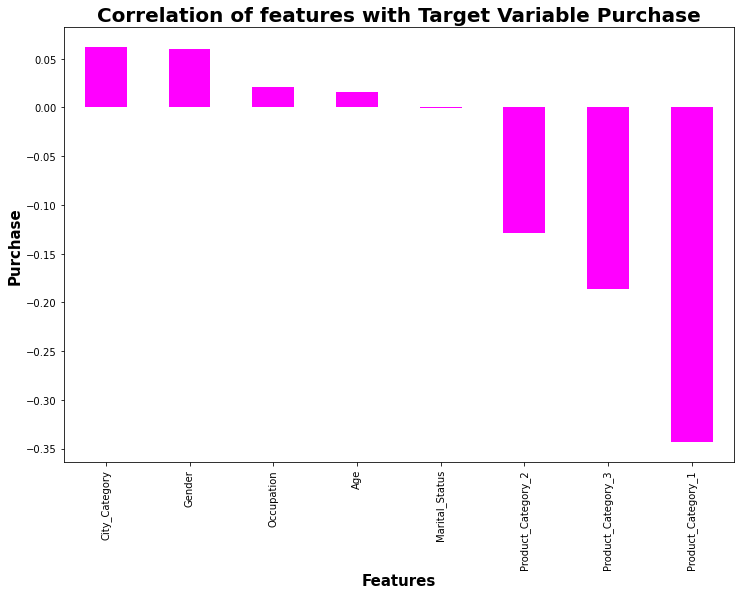 Correlation of features with Target Variable Purchase
Purchase
0.05
0.00
−0.05
−0.10
−0.15
−0.20
−0.25
−0.30
−0.35
City_Category
Gender
Occupation
Age
Marital_Status
Product_Category_2
Product_Category_3
Product_Category_1
Features